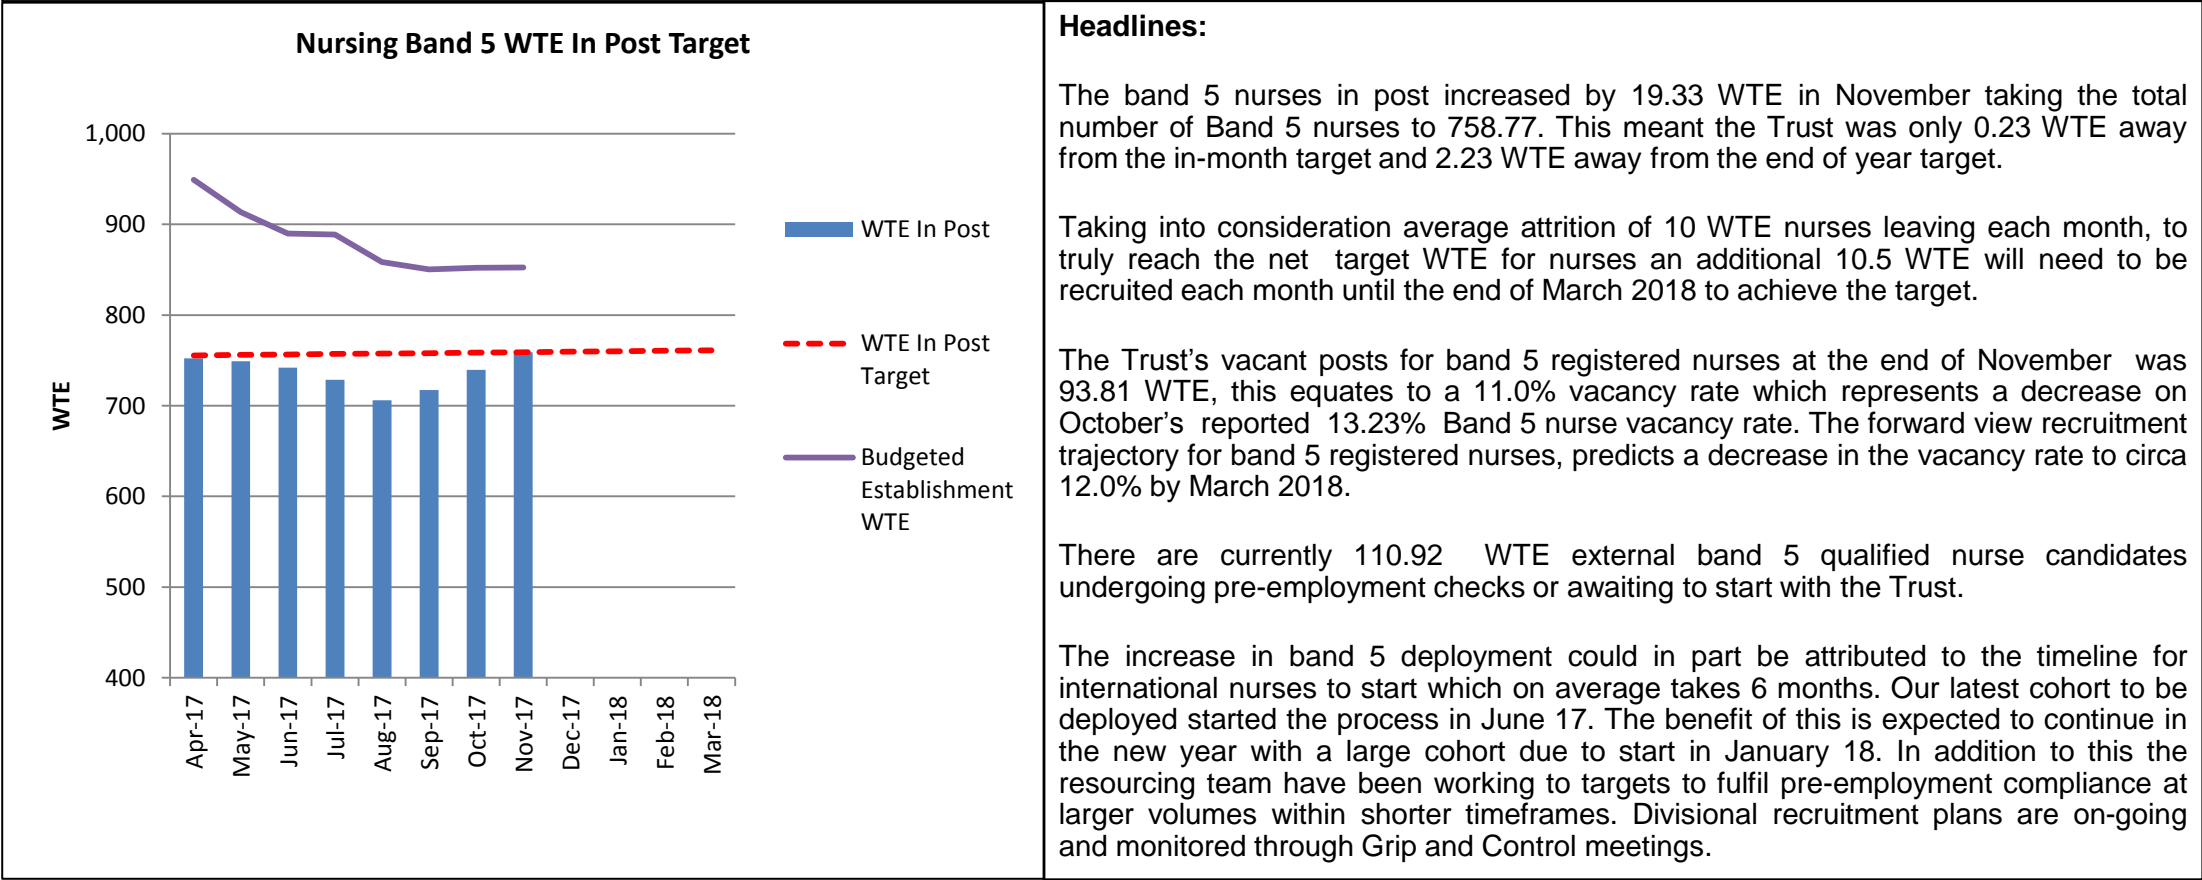 Nursing Band 5 WTE In Post Target
1,000
900
800
700
600
500
400
WTE
Apr-17
May-17
Jun-17
Jul-17
Aug-17
Sep-17
Oct-17
Nov-17
Dec-17
Jan-18
Feb-18
Mar-18
WTE In Post
WTE In Post
Target
Budgeted
Establishment
WTE
Headlines:
The band 5 nurses in post increased by 19.33 WTE in November taking the total
number of Band 5 nurses to 758.77. This meant the Trust was only 0.23 WTE away
from the in-month target and 2.23 WTE away from the end of year target.
Taking into consideration average attrition of 10 WTE nurses leaving each month, to
truly reach the net target WTE for nurses an additional 10.5 WTE will need to be
recruited each month until the end of March 2018 to achieve the target.
The Trust's vacant posts for band 5 registered nurses at the end of November was
93.81 WTE, this equates to a 11.0% vacancy rate which represents a decrease on
October's reported 13.23% Band 5 nurse vacancy rate. The forward view recruitment
trajectory for band 5 registered nurses, predicts a decrease in the vacancy rate to circa
12.0% by March 2018.
There are currently 110.92 WTE external band 5 qualified nurse candidates
undergoing pre-employment checks or awaiting to start with the Trust.
The increase in band 5 deployment could in part be attributed to the timeline for
international nurses to start which on average takes 6 months. Our latest cohort to be
deployed started the process in June 17. The benefit of this is expected to continue in
the new year with a large cohort due to start in January 18. In addition to this the
resourcing team have been working to targets to fulfil pre-employment compliance at
larger volumes within shorter timeframes. Divisional recruitment plans are on-going
and monitored through Grip and Control meetings.